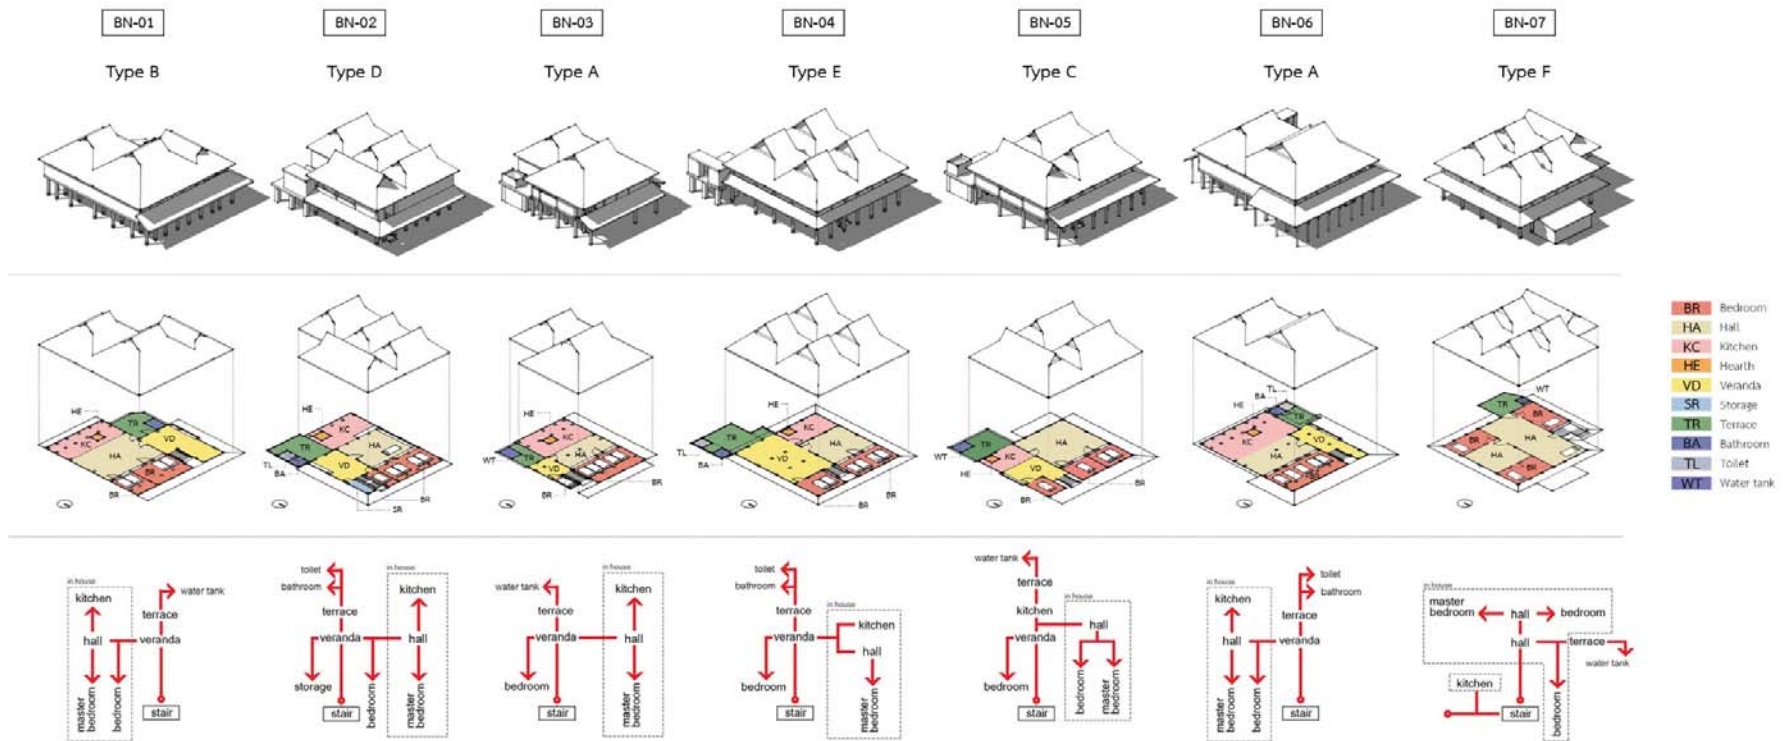 BN-01
BN-02
BN-03
BN-04
BN-05
BN-06
BN-07
Type B
Type D
Type A
Type E
Type C
Type A
Type F
HE
KC
TR
VD
HA
BR
BR
HE
KC
TR
HA
VD
TL
BA
BR
SR
HE
KC
TR
HA
WT
VD
BR
BR
HE
KC
TR
HA
VD
TL
BA
BR
BR
TR
HA
WT
KC
VD
HE
BR
BR
TL
BA
HE
TR
KC
VD
HA
BR
WT
TR
BR
HA
BR
HA
BR
BR Bedroom
HA Hall
KC Kitchen
HE Hearth
VD Veranda
SR Storage
TR Terrace
BA Bathroom
TL Toilet
WT Water tank
in house
kitchen
water tank
terrace
hall
veranda
master bedroom
bedroom
stair
toilet
bathroom
in house
kitchen
terrace
veranda
hall
storage
bedroom
master bedroom
stair
in house
water tank
kitchen
terrace
veranda
hall
bedroom
master bedroom
stair
toilet
bathroom
in house
terrace
kitchen
veranda
hall
bedroom
master bedroom
stair
water tank
terrace
in house
kitchen
hall
veranda
bedroom
bedroom
master bedroom
stair
in house
toilet
kitchen
bathroom
terrace
hall
veranda
master bedroom
bedroom
stair
in house
master
bedroom
hall
bedroom
hall
terrace
water tank
kitchen
stair
bedroom